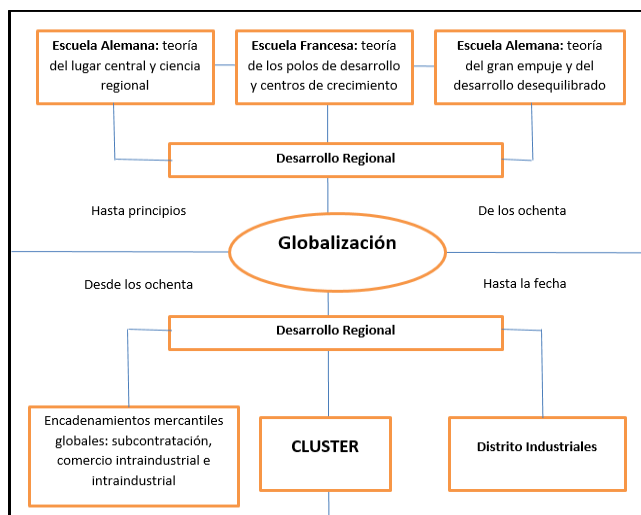 Escuela Alemana: teoría
del lugar central y ciencia
regional
Escuela Francesa: teoría
de los polos de desarrollo
y centros de crecimiento
Escuela Alemana: teoría
del gran empuje y del
desarrollo desequilibrado
Desarrollo Regional
Hasta principios
De los ochenta
Globalización
Desde los ochenta
Hasta la fecha
Desarrollo Regional
Encadenamientos mercantiles
globales: subcontratación,
comercio intraindustrial e
intraindustrial
CLUSTER
Distrito Industriales